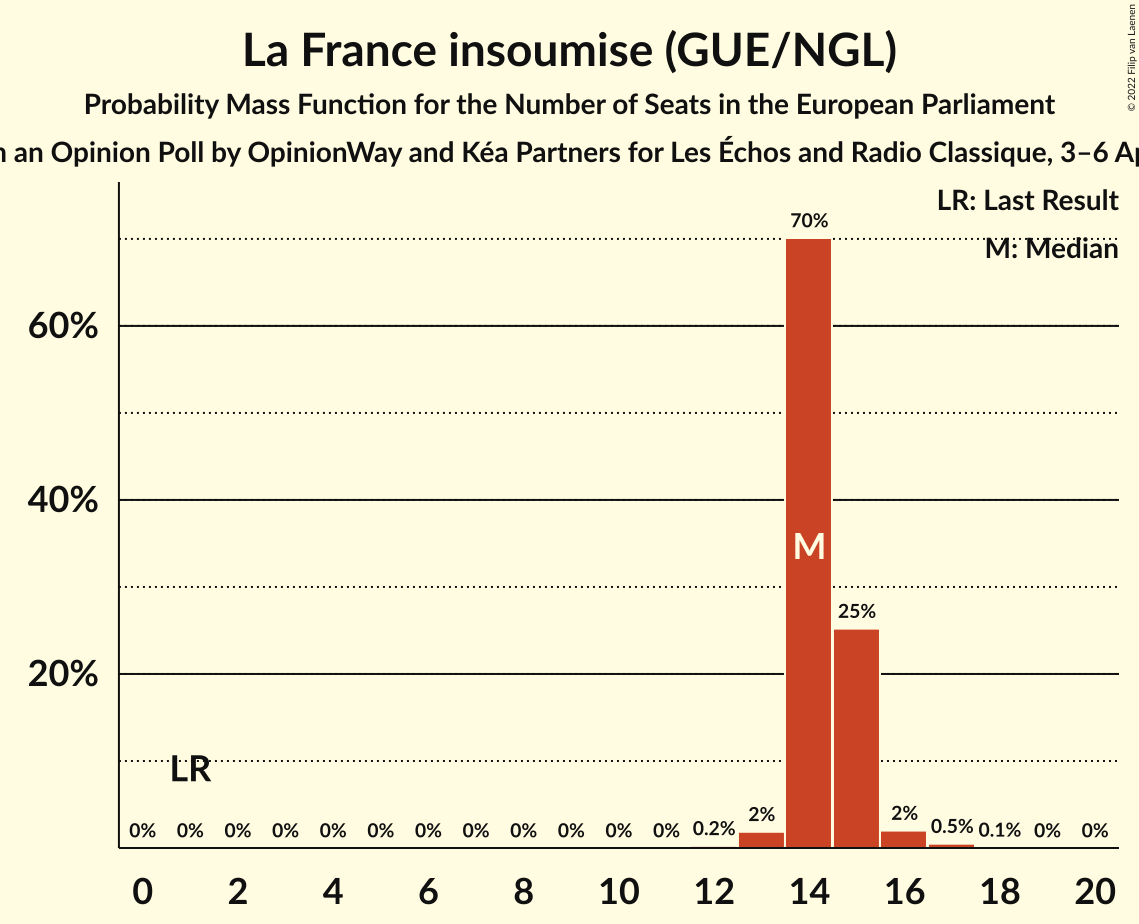 La France insoumise (GUE/NGL)
Probability Mass Function for the Number of Seats in the European Parliament
an Opinion Poll by OpinionWay and Kéa Partners for Les Échos and Radio Classique, 3–6
© 2022 Filip van Laenen
LR: Last Result
M: Median
70%
60%
40%
M
25%
20%
LR
0% 0% 0% 0% 0% 0% 0% 0% 0% 0% 0% 0% 0.2% 2% 2% 0.5% 0.1% 0% 0%
0 2 4 6 8 10 12 14 16 18 20